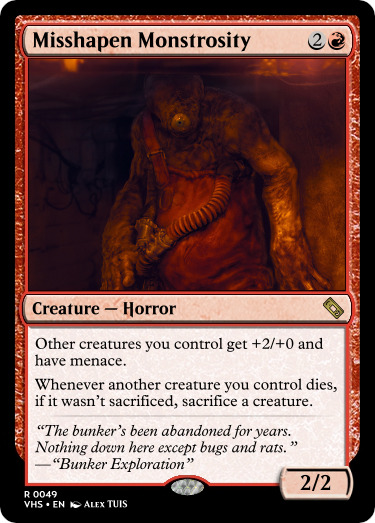 Misshapen Monstrosity 2
Creature — Horror
Other creatures you control get +2/+0 and
have menace.
Whenever another creature you control dies,
if it wasn't sacrificed, sacrifice a creature.
“The bunker's been abandoned for years.
Nothing down here except bugs and rats.”
—“Bunker Exploration”
2/2
R 0049
VHS • EN Alex TUIS